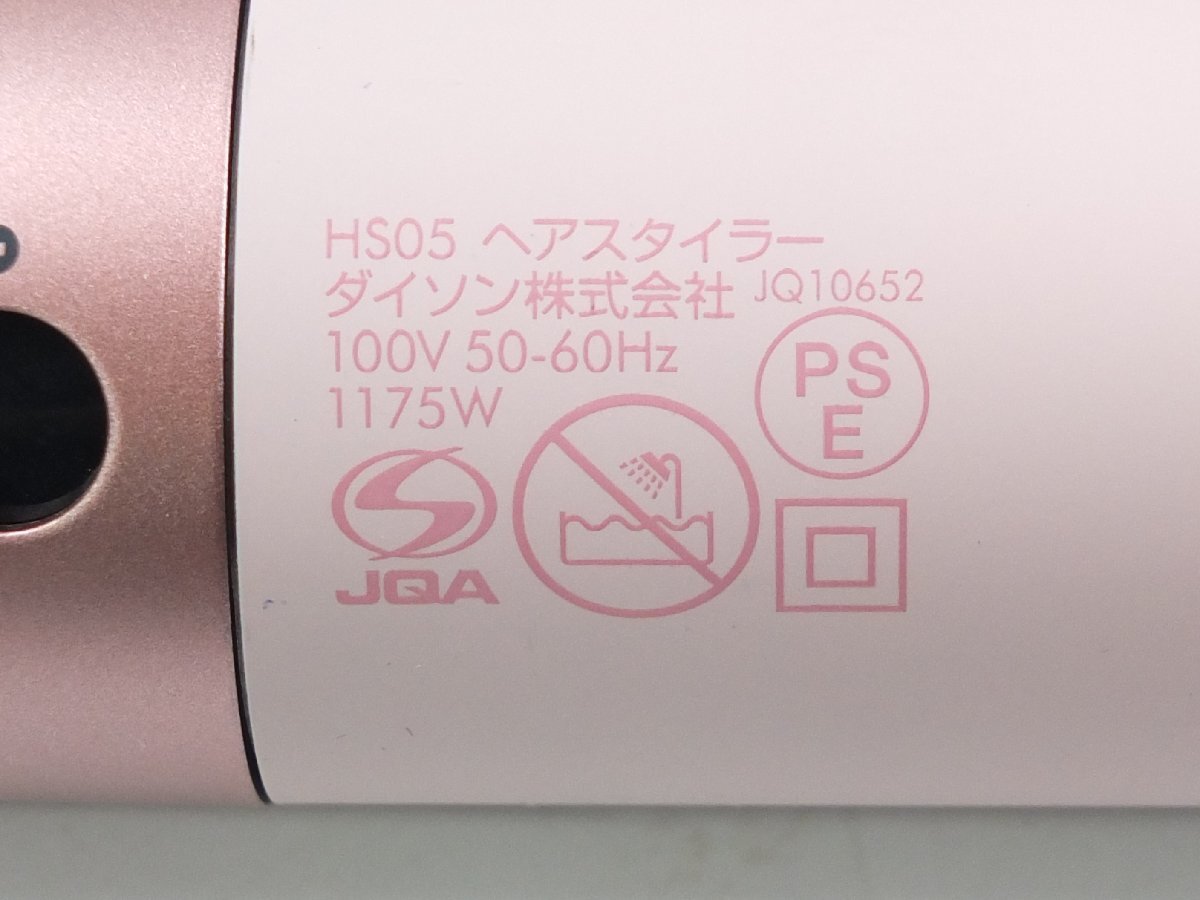 HS05 ヘアスタイラー
ダイソン株式会社 JQ10652
100V 50-60Hz
1175W
PS
E
JQA